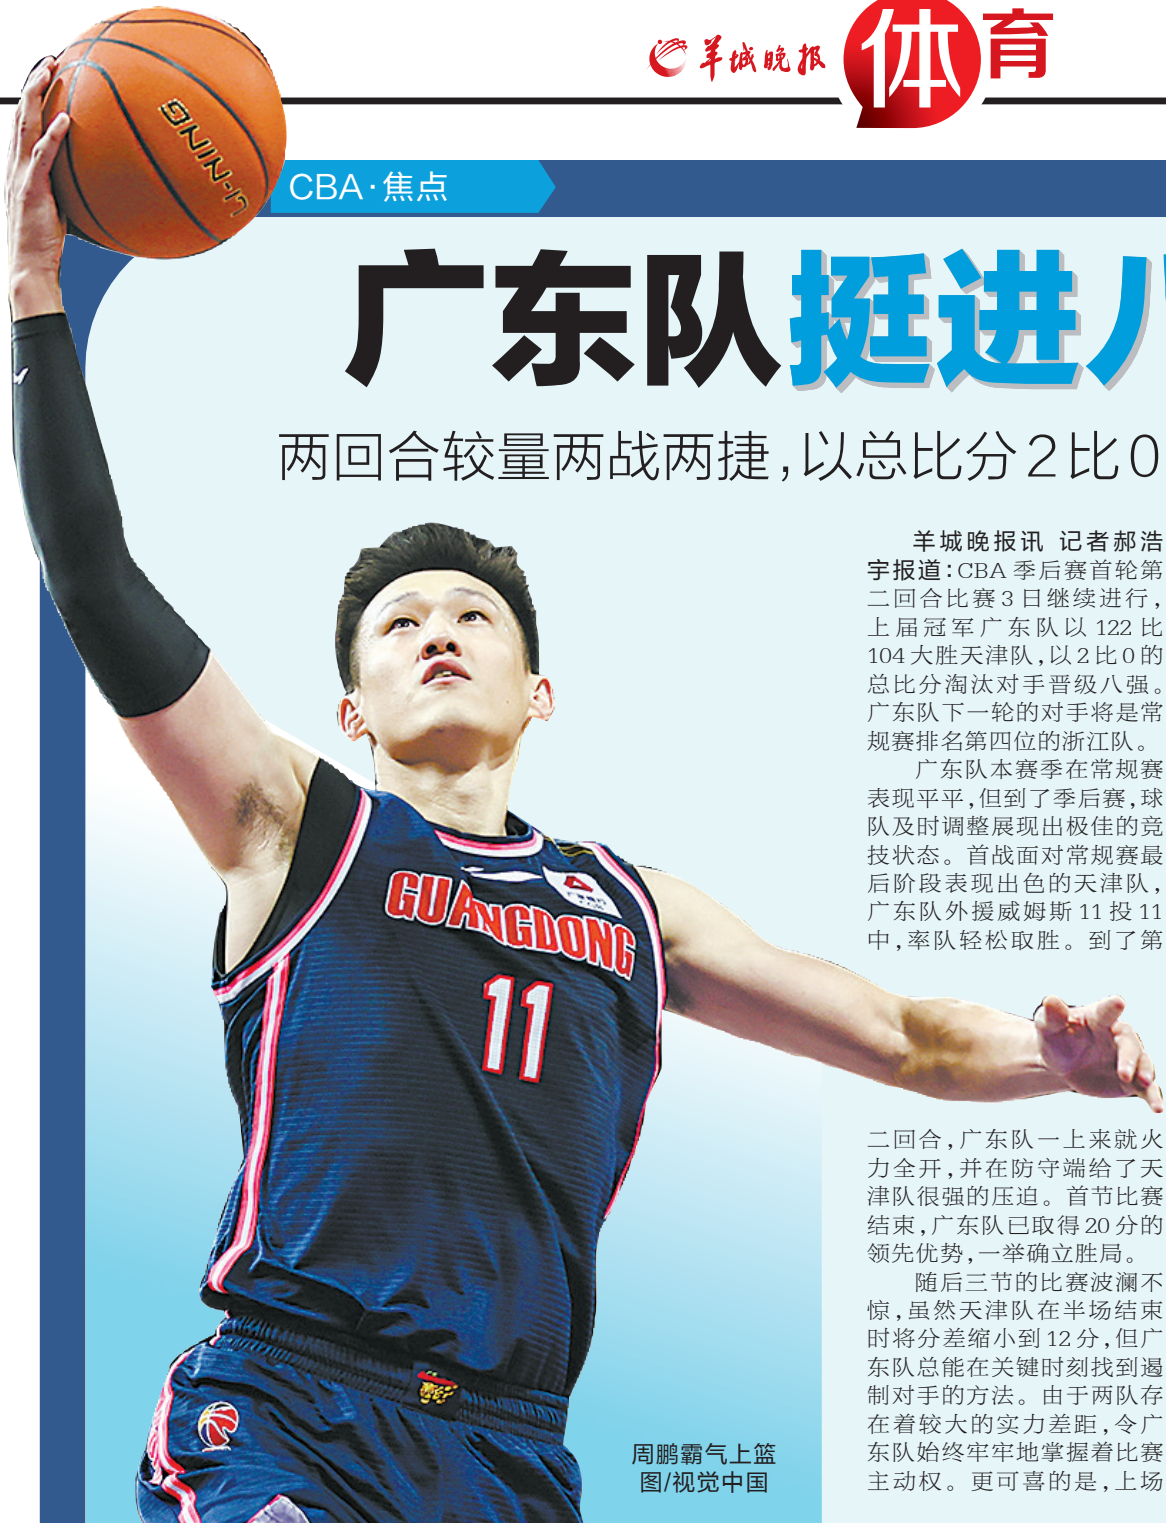 羊城晚报 体育
LI-NING
CBA·焦点
广东队挺进八
两回合较量两战两捷,以总比分2比0
羊城晚报讯 记者郝浩
宇报道:CBA 季后赛首轮第
二回合比赛3日继续进行,
上届冠军广东队以122比
104大胜天津队,以2比0的
总比分淘汰对手晋级八强。
广东队下一轮的对手将是常
规赛排名第四位的浙江队。
广东队本赛季在常规赛
表现平平,但到了季后赛,球
队及时调整展现出极佳的竞
技状态。首战面对常规赛最
后阶段表现出色的天津队,
广东队外援威姆斯11投11
中,率队轻松取胜。到了第
GUANGDONG
11
二回合,广东队一上来就火
力全开,并在防守端给了天
津队很强的压迫。首节比赛
结束,广东队已取得20分的
领先优势,一举确立胜局。
随后三节的比赛波澜不
惊,虽然天津队在半场结束
时将分差缩小到12分,但广
东队总能在关键时刻找到遏
制对手的方法。由于两队存
在着较大的实力差距,令广
东队始终牢牢地掌握着比赛
主动权。更可喜的是,上场
周鹏霸气上篮
图/视觉中国